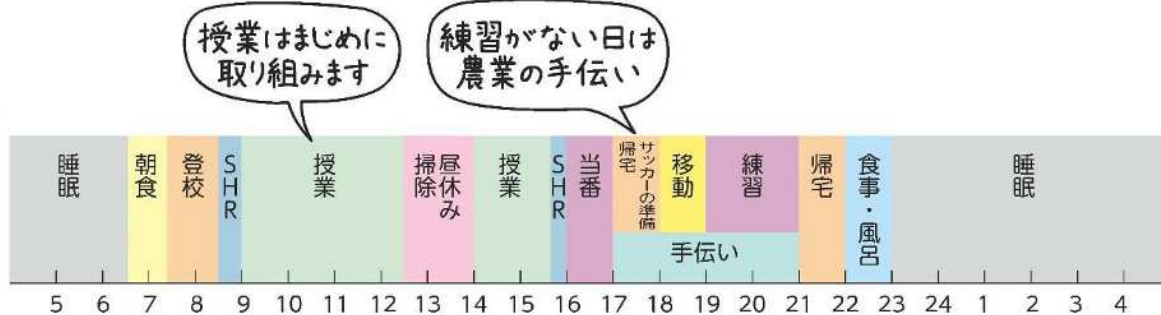 授業はまじめに
取り組みます
練習がない日は
農業の手伝い
睡眠
朝食
登校
SHR
授業
昼休み
掃除
授業
SHR
当番
サッカーの準備
帰宅
移動
練習
帰宅
食事・風呂
睡眠
手伝い
5 6 7 8 9 10 11 12 13 14 15 16 17 18 19 20 21 22 23 24 1 2 3 4